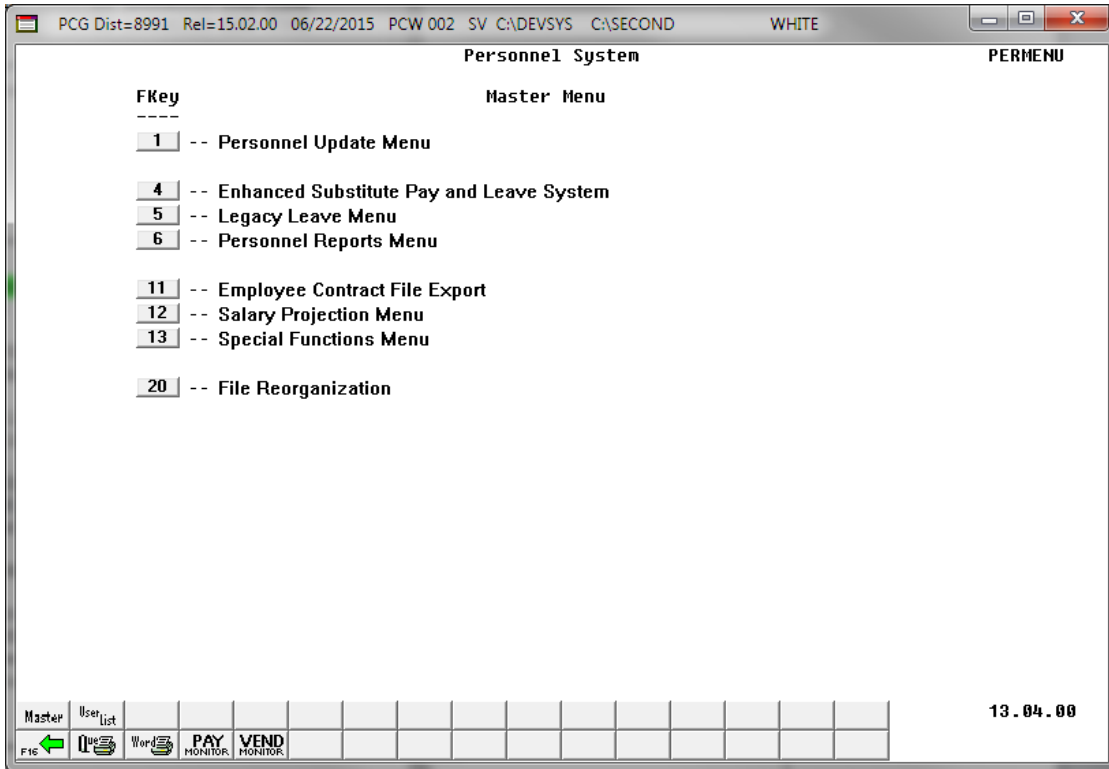 PCG Dist=8991 Rel=15.02.00 06/22/2015 PCW 002 SV C:\DEVSYS C:\SECOND WHITE
Personnel System PERMENU
FKey Master Menu
----
1 -- Personnel Update Menu
4 -- Enhanced Substitute Pay and Leave System
5 -- Legacy Leave Menu
6 -- Personnel Reports Menu
11 -- Employee Contract File Export
12 -- Salary Projection Menu
13 -- Special Functions Menu
20 -- File Reorganization
Master User List 13.04.00
F16 Que Word PAY MONITOR VEND MONITOR